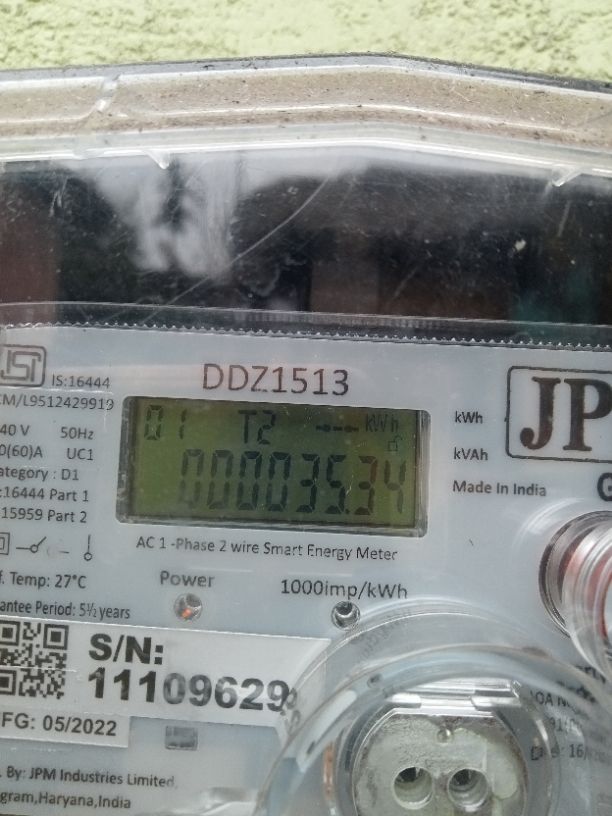 IS:16444
CM/L9512429919
DDZ1513
40 V 50Hz
0(60)A UC1
ategory : D1
:16444 Part 1
15959 Part 2
01 T2 kWh
000035.34
kWh
kVAh
JP
Made In India
G
AC 1 -Phase 2 wire Smart Energy Meter
f. Temp: 27°C
Power
1000imp/kWh
antee Period: 5½ years
S/N:
11109629
FG: 05/2022
. By: JPM Industries Limited,
gram,Haryana,India